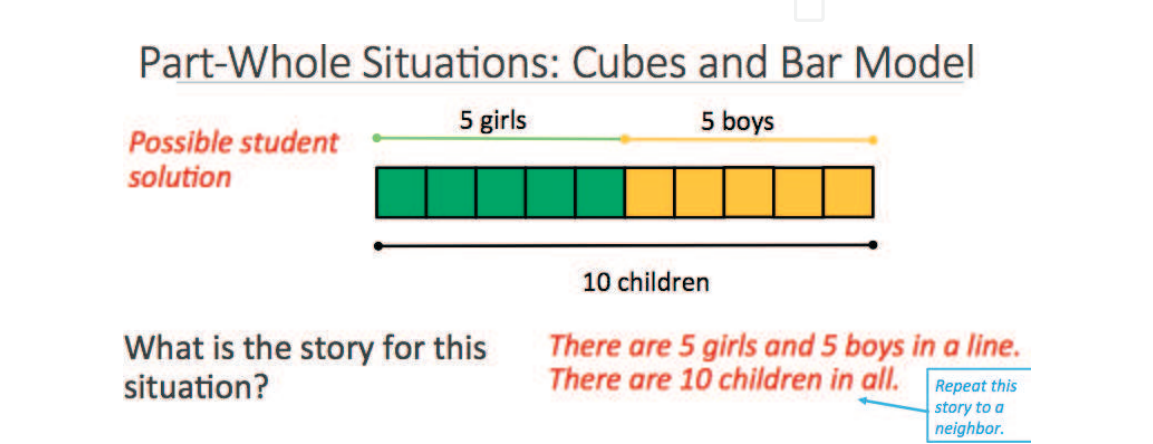 Part-Whole Situations: Cubes and Bar Model
Possible student
solution
5 girls
5 boys
10 children
What is the story for this
situation?
There are 5 girls and 5 boys in a line.
There are 10 children in all.
Repeat this
story to a
neighbor.